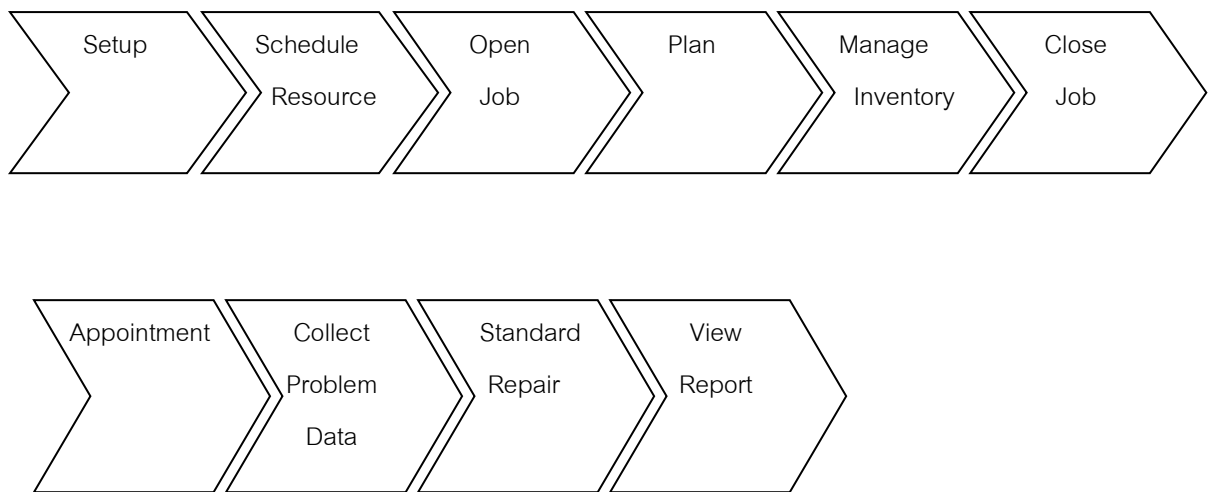 Setup
Schedule
Resource
Open
Job
Plan
Manage
Inventory
Close
Job
Appointment
Collect
Problem
Data
Standard
Repair
View
Report